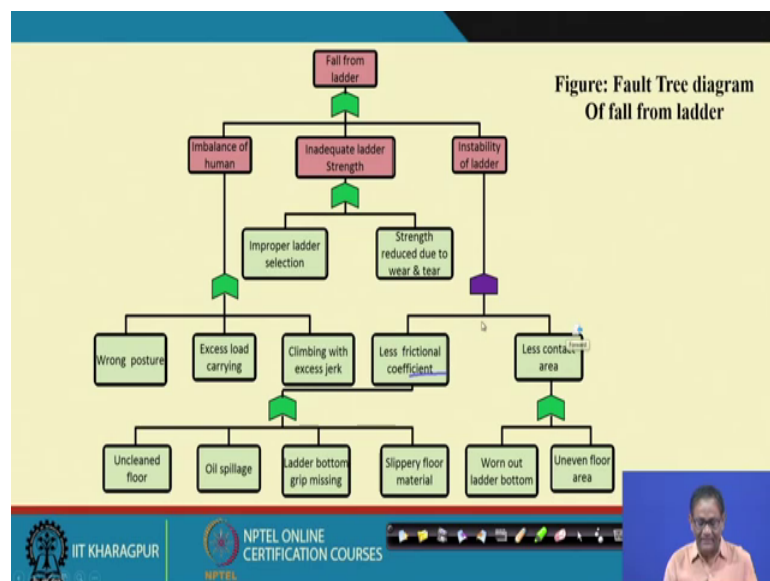 Fall from
ladder
Figure: Fault Tree diagram
Of fall from ladder
Imbalance of
human
Inadequate ladder
Strength
Instability
of ladder
Improper ladder
selection
Strength
reduced due to
wear & tear
Wrong posture
Excess load
carrying
Climbing with
excess jerk
Less frictional
coefficient
Less contact
area
Forward
Uncleaned
floor
Oil spillage
Ladder bottom
grip missing
Slippery floor
material
Worn out
ladder bottom
Uneven floor
area
IIT KHARAGPUR
NPTEL ONLINE
CERTIFICATION COURSES
NPTEL